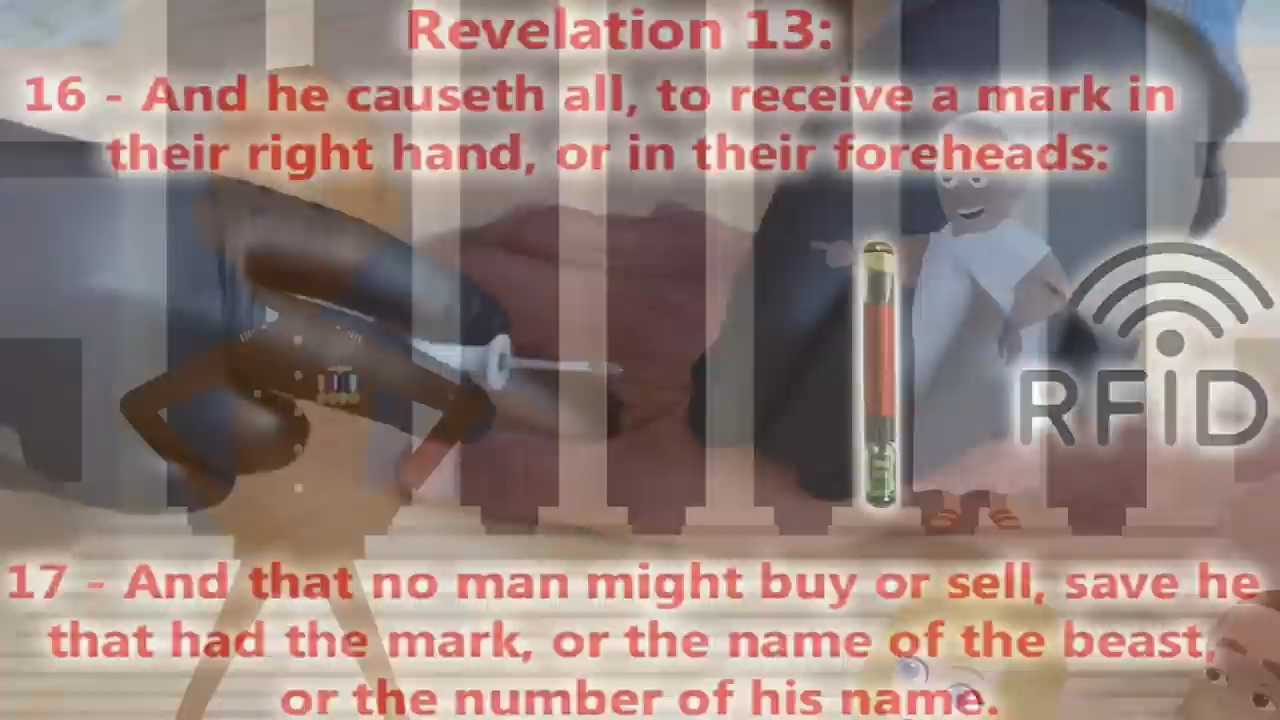 Revelation 13:
16 - And he causeth all, to receive a mark in
their right hand, or in their foreheads:
RFiD
17 - And that no man might buy or sell, save he
that had the mark, or the name of the beast,
or the number of his name.